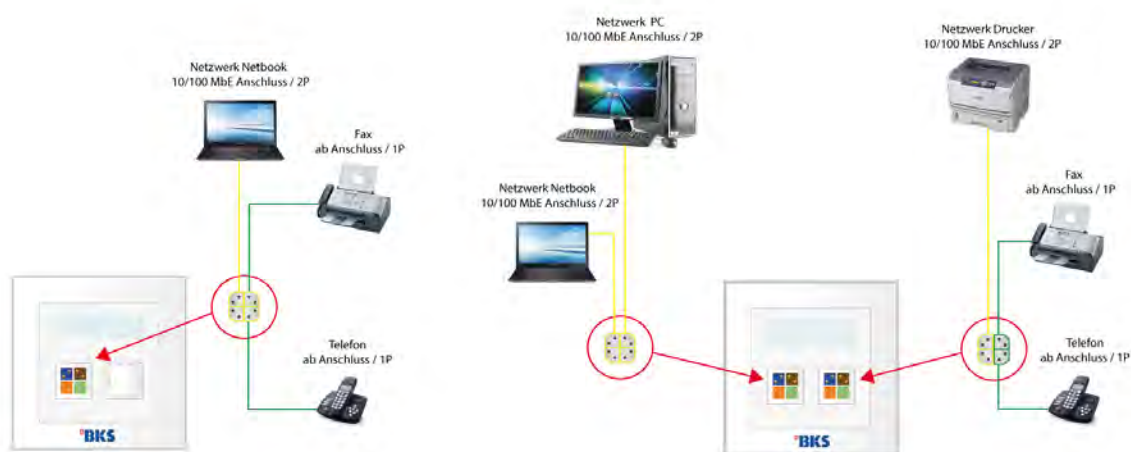 Netzwerk Netbook
10/100 MbE Anschluss / 2P
Fax
ab Anschluss / 1P
Telefon
ab Anschluss / 1P
°BKS
Netzwerk PC
10/100 MbE Anschluss / 2P
Netzwerk Netbook
10/100 MbE Anschluss / 2P
Netzwerk Drucker
10/100 MbE Anschluss / 2P
Fax
ab Anschluss / 1P
Telefon
ab Anschluss / 1P
°BKS